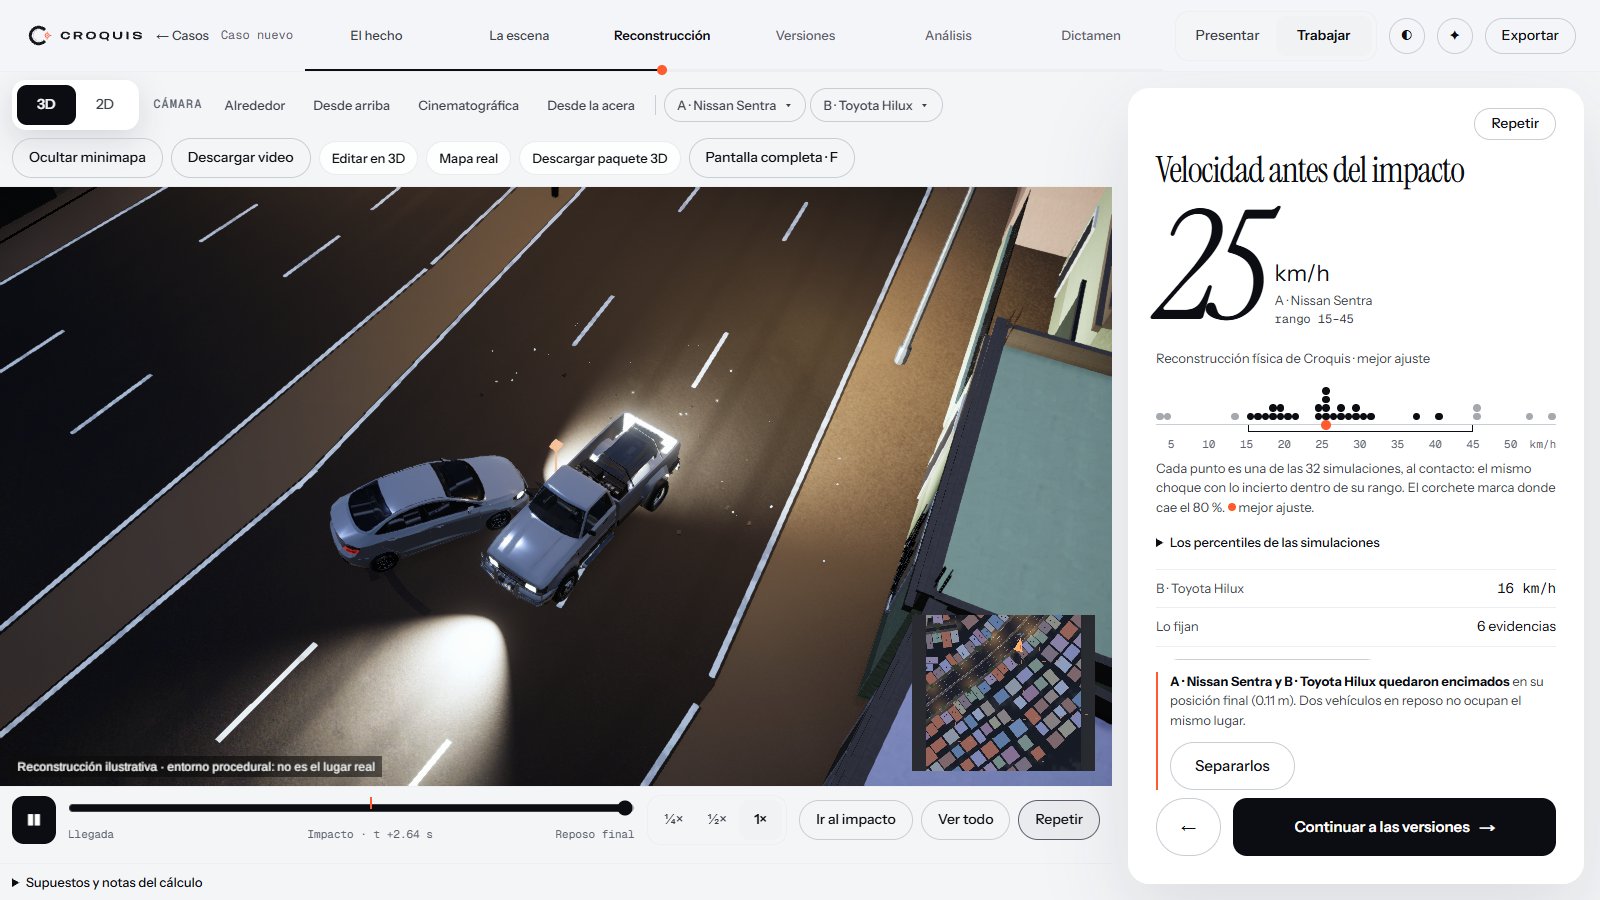 CROQUIS
← Casos
Caso nuevo
El hecho
La escena
Reconstrucción
Versiones
Análisis
Dictamen
Presentar
Trabajar
Exportar
3D
2D
CÁMARA
Alrededor
Desde arriba
Cinematográfica
Desde la acera
A · Nissan Sentra
B · Toyota Hilux
Ocultar minimapa
Descargar video
Editar en 3D
Mapa real
Descargar paquete 3D
Pantalla completa · F
Reconstrucción ilustrativa - entorno procedural: no es el lugar real
Llegada
Impacto · t +2.64 s
Reposo final
¼×
½×
1×
Ir al impacto
Ver todo
Repetir
Supuestos y notas del cálculo
Repetir
Velocidad antes del impacto
25
km/h
A · Nissan Sentra
rango 15–45
Reconstrucción física de Croquis · mejor ajuste
5 10 15 20 25 30 35 40 45 50 km/h
Cada punto es una de las 32 simulaciones, al contacto: el mismo
choque con lo incierto dentro de su rango. El corchete marca donde
cae el 80 %. mejor ajuste.
Los percentiles de las simulaciones
B · Toyota Hilux 16 km/h
Lo fijan 6 evidencias
A · Nissan Sentra y B · Toyota Hilux quedaron encimados en su
posición final (0.11 m). Dos vehículos en reposo no ocupan el
mismo lugar.
Separarlos
←
Continuar a las versiones →